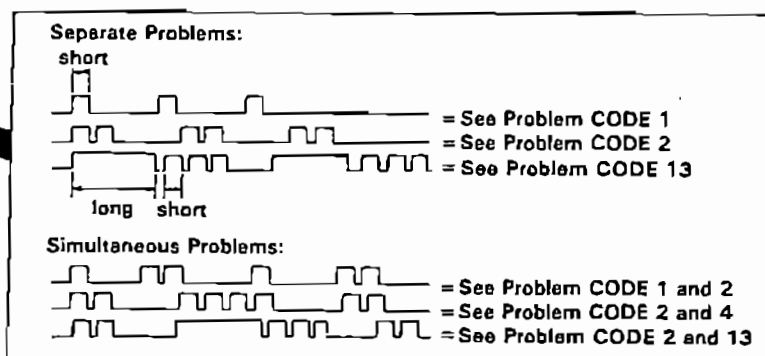 Separate Problems:
short
= See Problem CODE 1
= See Problem CODE 2
= See Problem CODE 13
long short
Simultaneous Problems:
= See Problem CODE 1 and 2
= See Problem CODE 2 and 4
= See Problem CODE 2 and 13